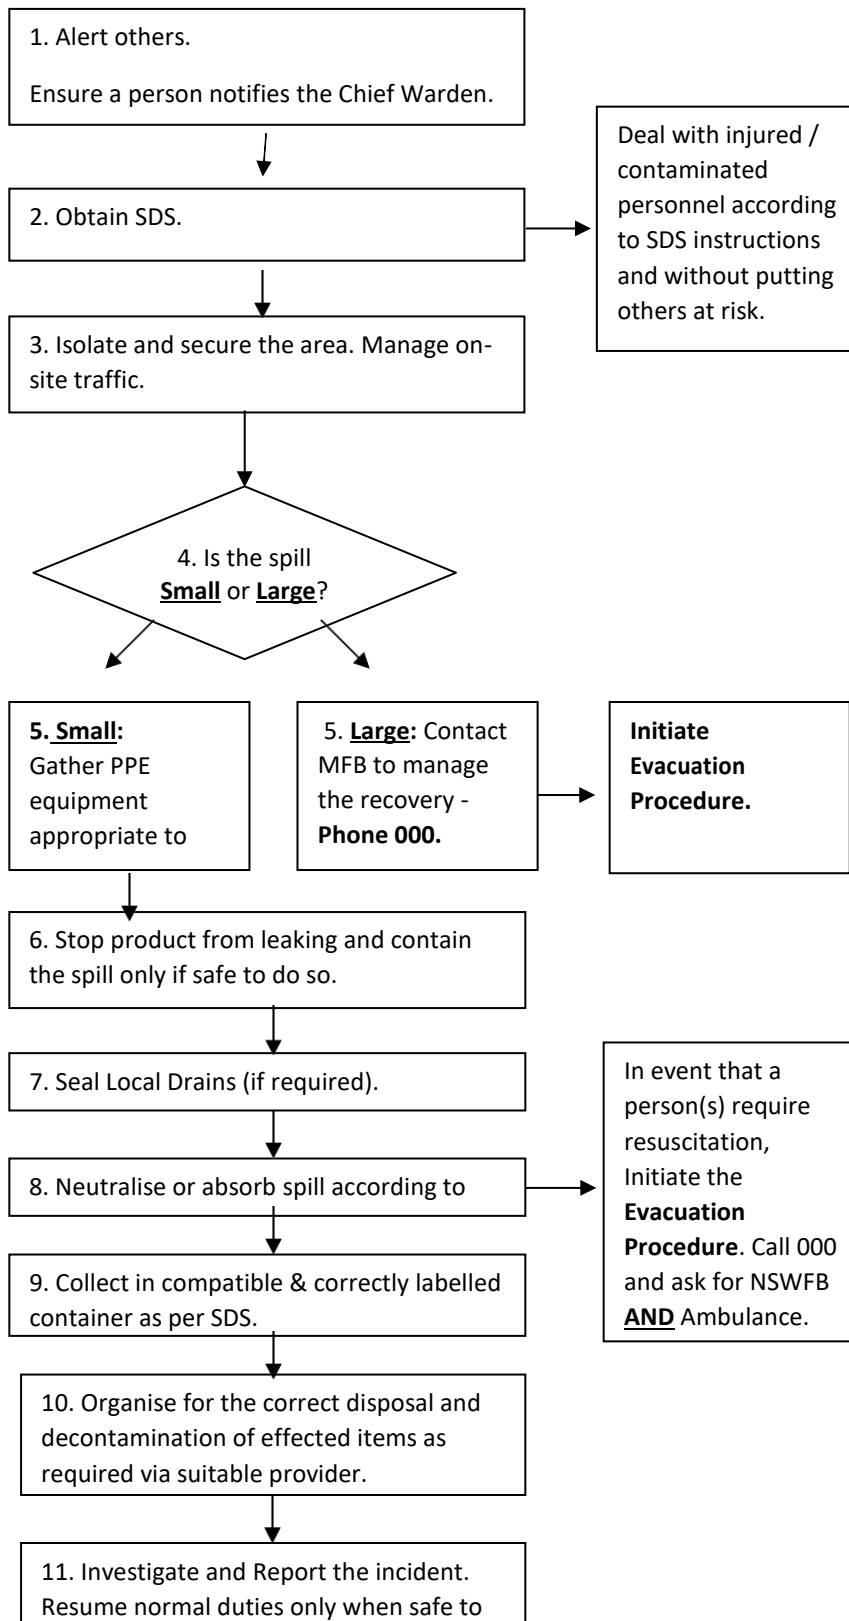 1. Alert others.
Ensure a person notifies the Chief Warden.
2. Obtain SDS.
Deal with injured /
contaminated
personnel according
to SDS instructions
and without putting
others at risk.
3. Isolate and secure the area. Manage on-
site traffic.
4. Is the spill
Small or Large?
5. Small:
Gather PPE
equipment
appropriate to
5. Large: Contact
MFB to manage
the recovery -
Phone 000.
Initiate
Evacuation
Procedure.
6. Stop product from leaking and contain
the spill only if safe to do so.
7. Seal Local Drains (if required).
8. Neutralise or absorb spill according to
In event that a
person(s) require
resuscitation,
Initiate the
Evacuation
Procedure. Call 000
and ask for NSWFB
AND Ambulance.
9. Collect in compatible & correctly labelled
container as per SDS.
10. Organise for the correct disposal and
decontamination of effected items as
required via suitable provider.
11. Investigate and Report the incident.
Resume normal duties only when safe to